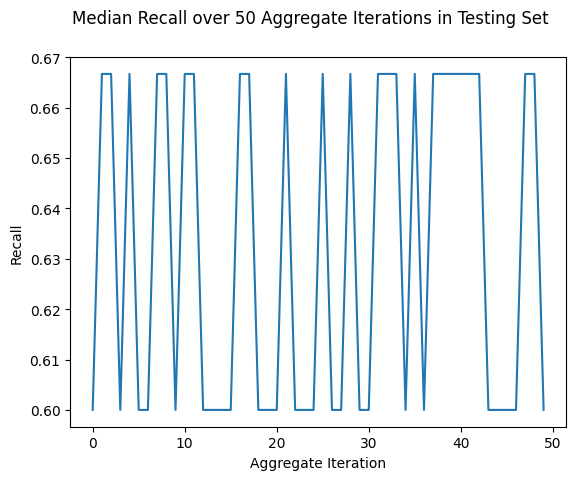 Median Recall over 50 Aggregate Iterations in Testing Set
0.67
0.66
0.65
0.64
0.63
0.62
0.61
0.60
Recall
0 10 20 30 40 50
Aggregate Iteration